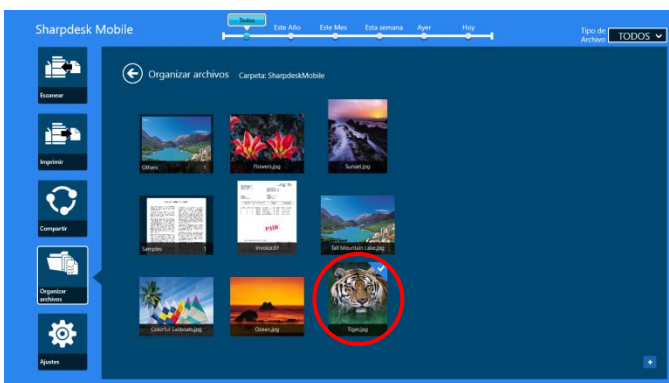 Sharpdesk Mobile
Todos
Este Año
Este Mes
Esta semana
Ayer
Hoy
Tipo de
Archivo
TODOS
Escanear
Imprimir
Compartir
Organizar
archivos
Ajustes
Organizar archivos
Carpeta: SharpdeskMobile
Others
Flowers.jpg
Sunset.jpg
Samples
PAID
Invoice.tif
Tall Mountain Lake.jpg
Colorful Sailboats.jpg
Ocean.jpg
Tiger.jpg